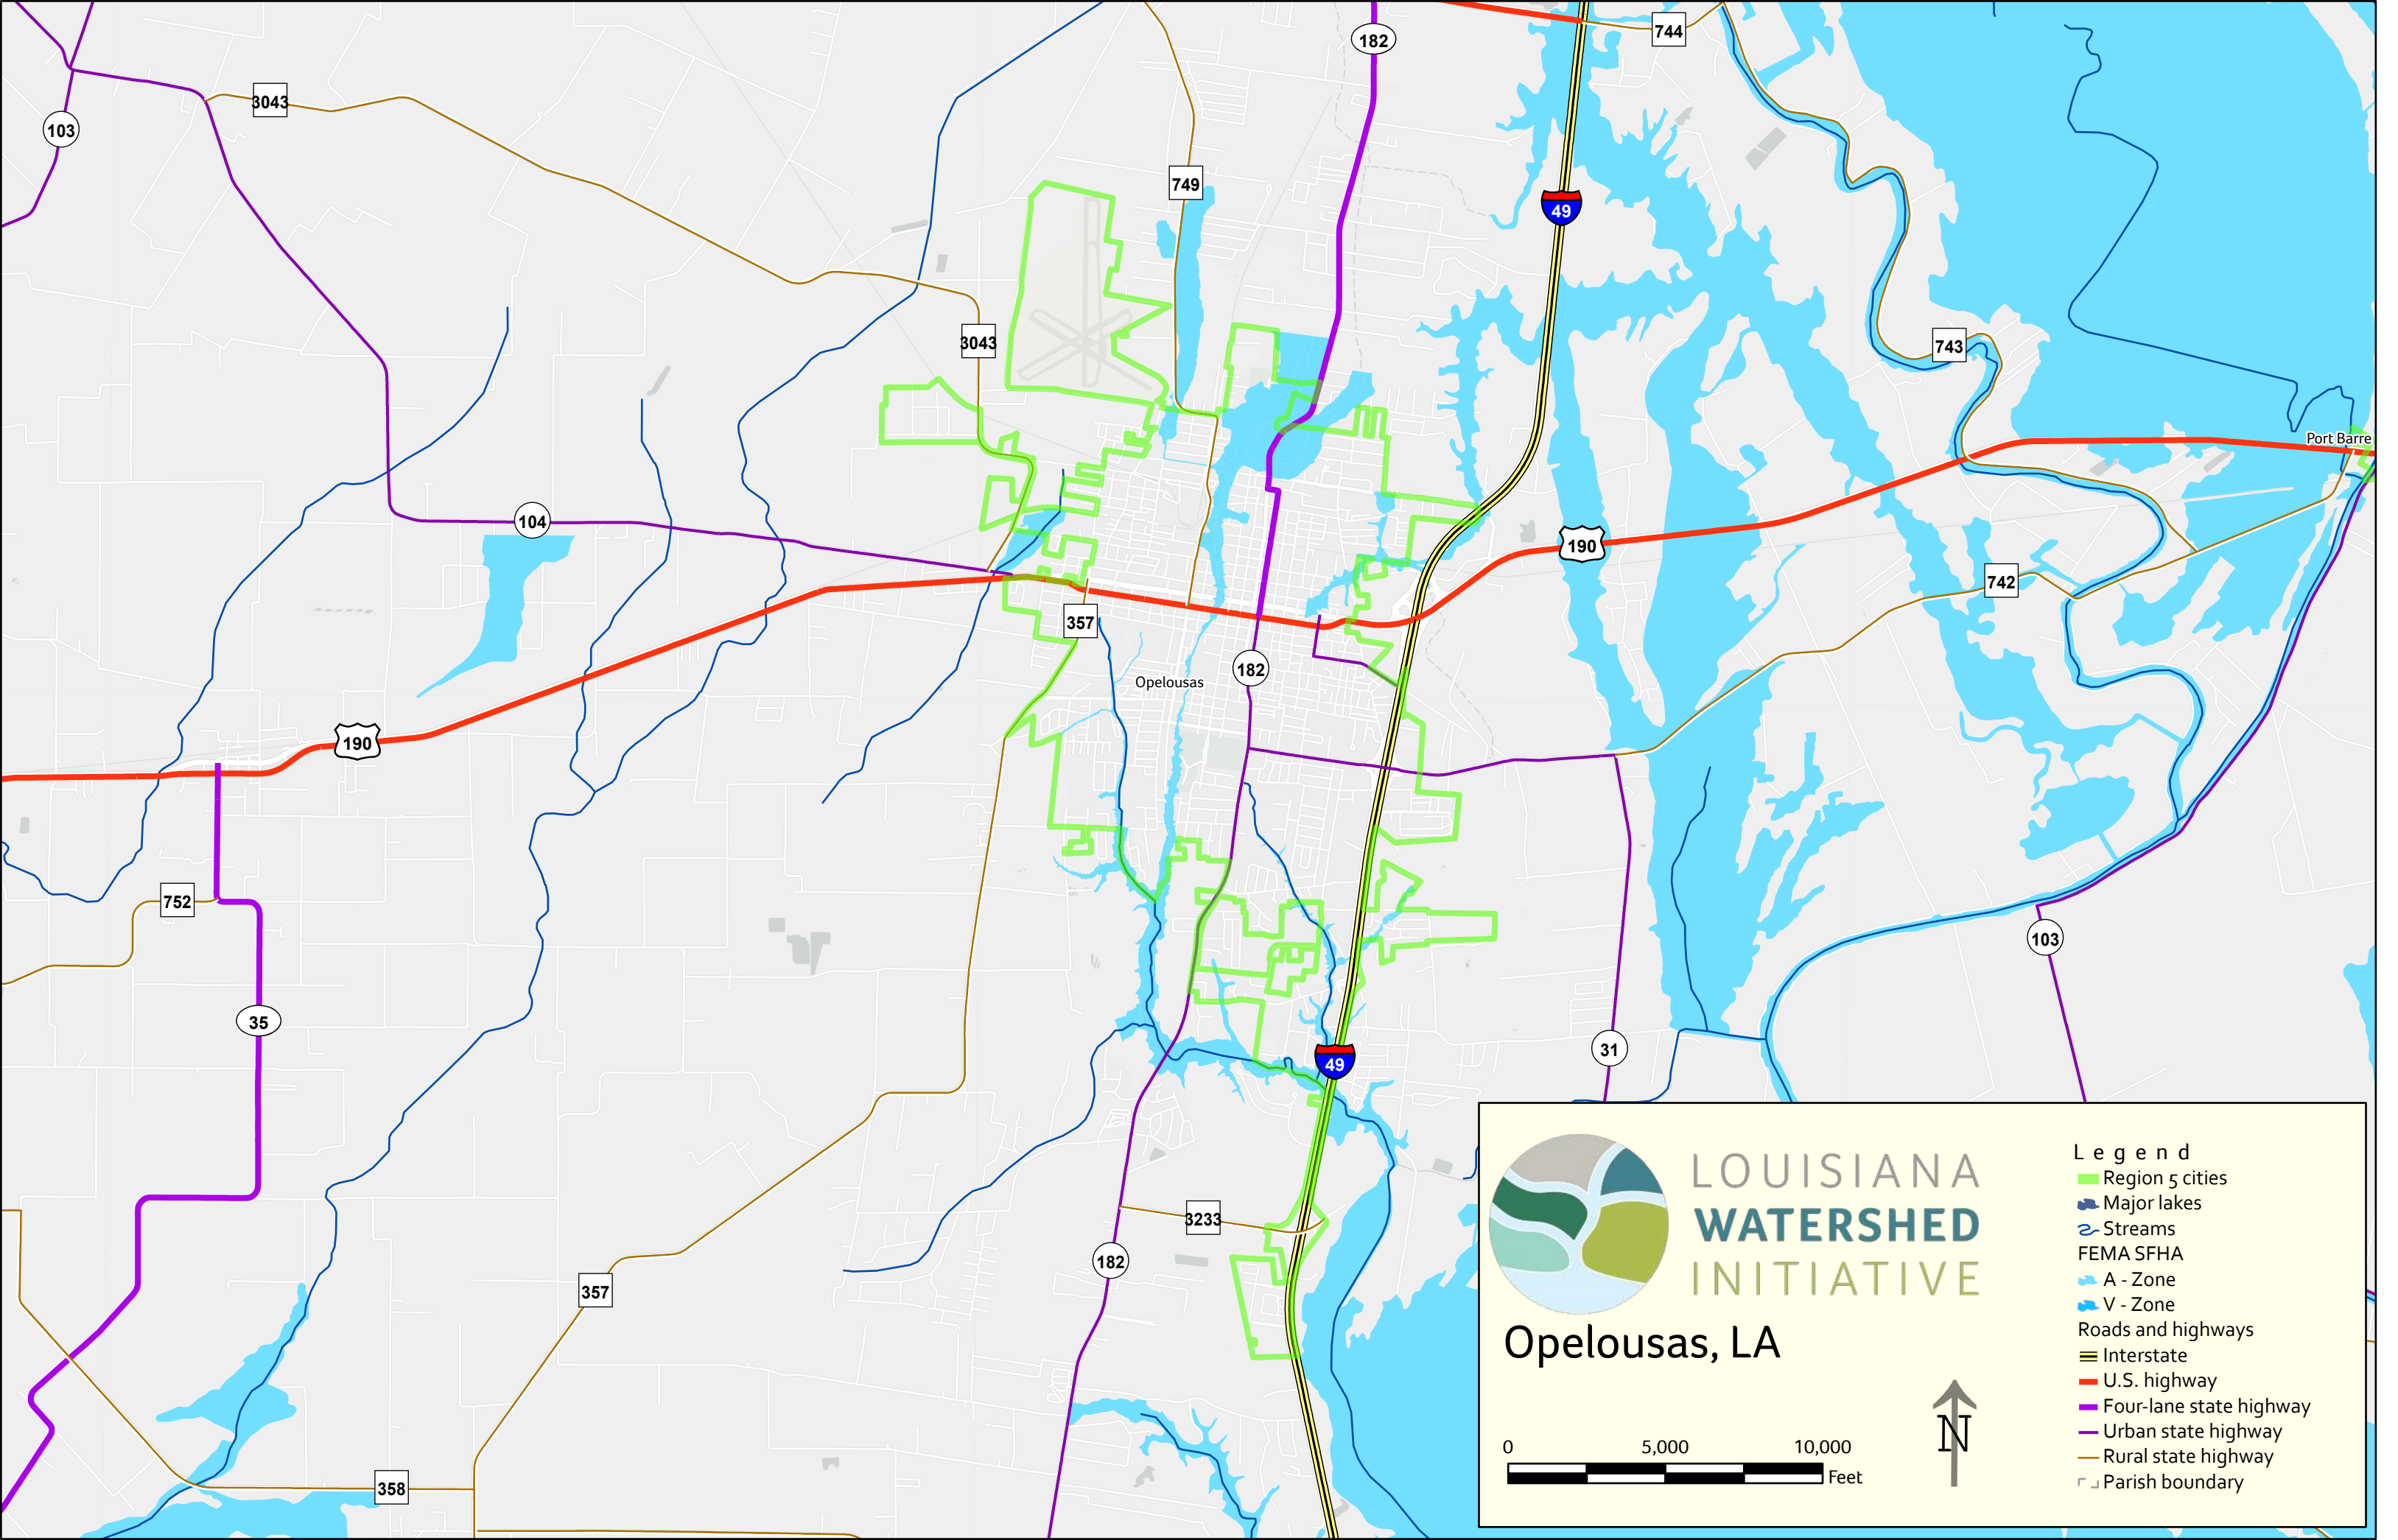 182
744
3043
103
749
49
3043
743
Port Barre
104
190
742
357
182
Opelousas
190
752
103
35
31
49
3233
182
357
358
LOUISIANA
WATERSHED
INITIATIVE
Opelousas, LA
0 5,000 10,000
Feet
N
Legend
Region 5 cities
Major lakes
Streams
FEMA SFHA
A - Zone
V - Zone
Roads and highways
Interstate
U.S. highway
Four-lane state highway
Urban state highway
Rural state highway
Parish boundary